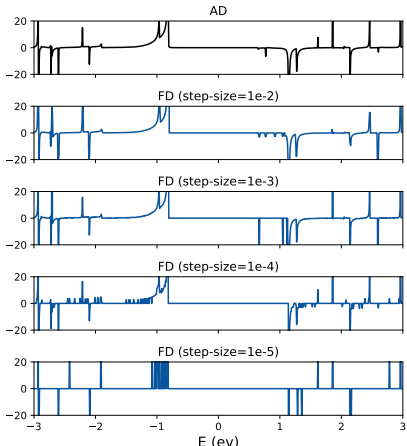 AD
20
0
−20
FD (step-size=1e-2)
20
0
−20
FD (step-size=1e-3)
20
0
−20
FD (step-size=1e-4)
20
0
−20
FD (step-size=1e-5)
20
0
−20
−3 −2 −1 0 1 2 3
E (ev)